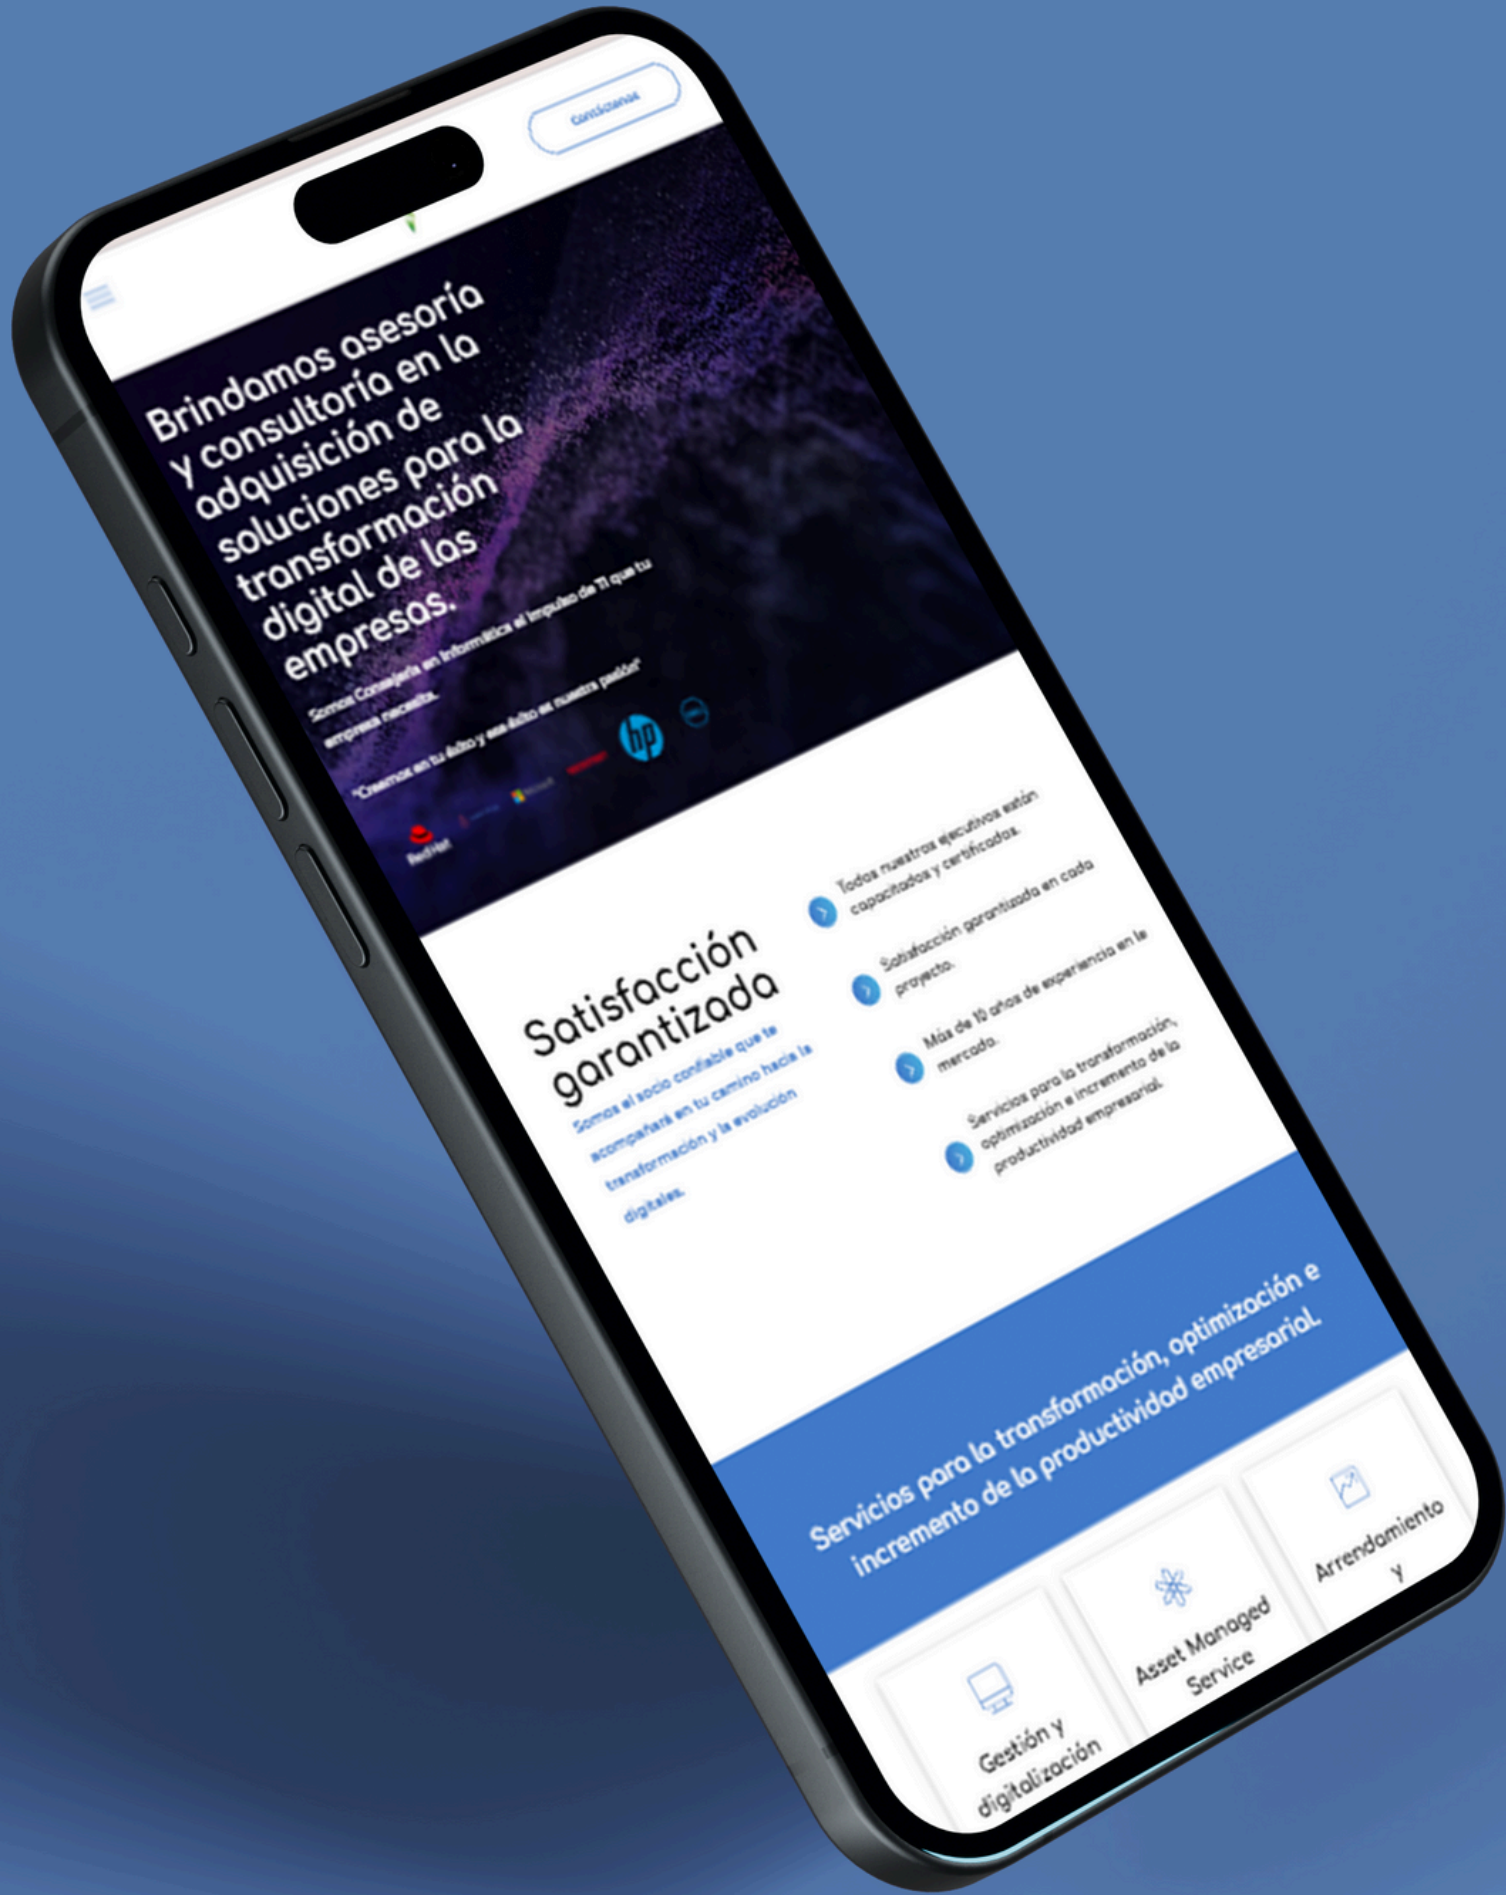 Contáctanos
Brindamos asesoría
y consultoría en la
adquisición de
soluciones para la
transformación
digital de las
empresas.
Somos Consejería en Informática el impulso de TI que tu
empresa necesita.
"Creemos en tu éxito y ese éxito es nuestra pasión"
Red Hat
Microsoft
hp
DELL
Satisfacción
garantizada
Somos el socio confiable que te
acompañará en tu camino hacia la
transformación y la evolución
digitales.
Todos nuestros ejecutivos están
capacitados y certificados.
Satisfacción garantizada en cada
proyecto.
Más de 10 años de experiencia en le
mercado.
Servicios para la transformación,
optimización e incremento de la
productividad empresarial.
Servicios para la transformación, optimización e
incremento de la productividad empresarial.
Gestión y
digitalización
Asset Managed
Service
Arrendamiento
y